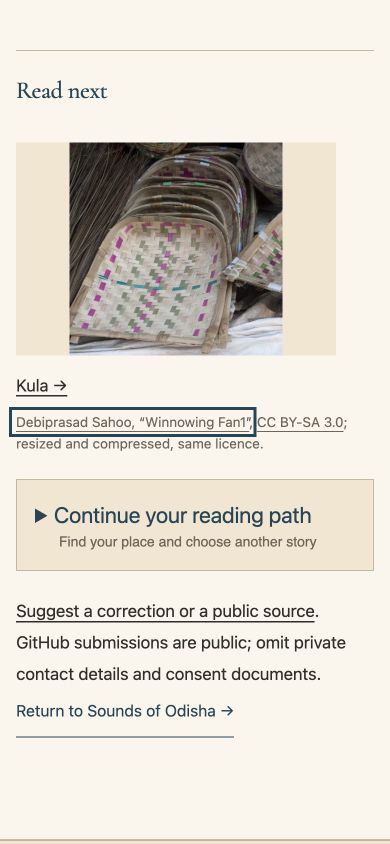 Read next
Kula →
Debiprasad Sahoo, “Winnowing Fan1”, CC BY-SA 3.0;
resized and compressed, same licence.
▶ Continue your reading path
Find your place and choose another story
Suggest a correction or a public source.
GitHub submissions are public; omit private
contact details and consent documents.
Return to Sounds of Odisha →